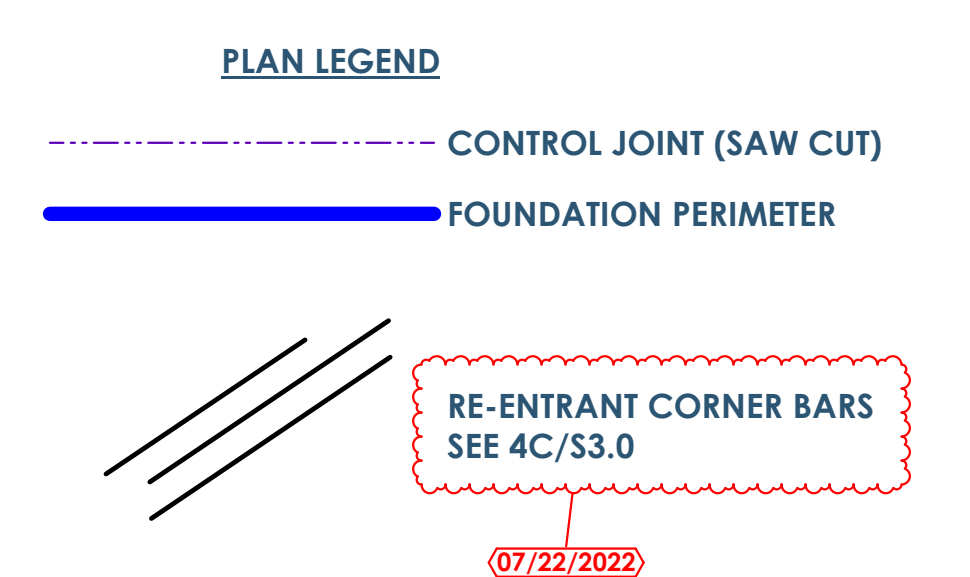 PLAN LEGEND
CONTROL JOINT (SAW CUT)
FOUNDATION PERIMETER
RE-ENTRANT CORNER BARS
SEE 4C/S3.0
07/22/2022